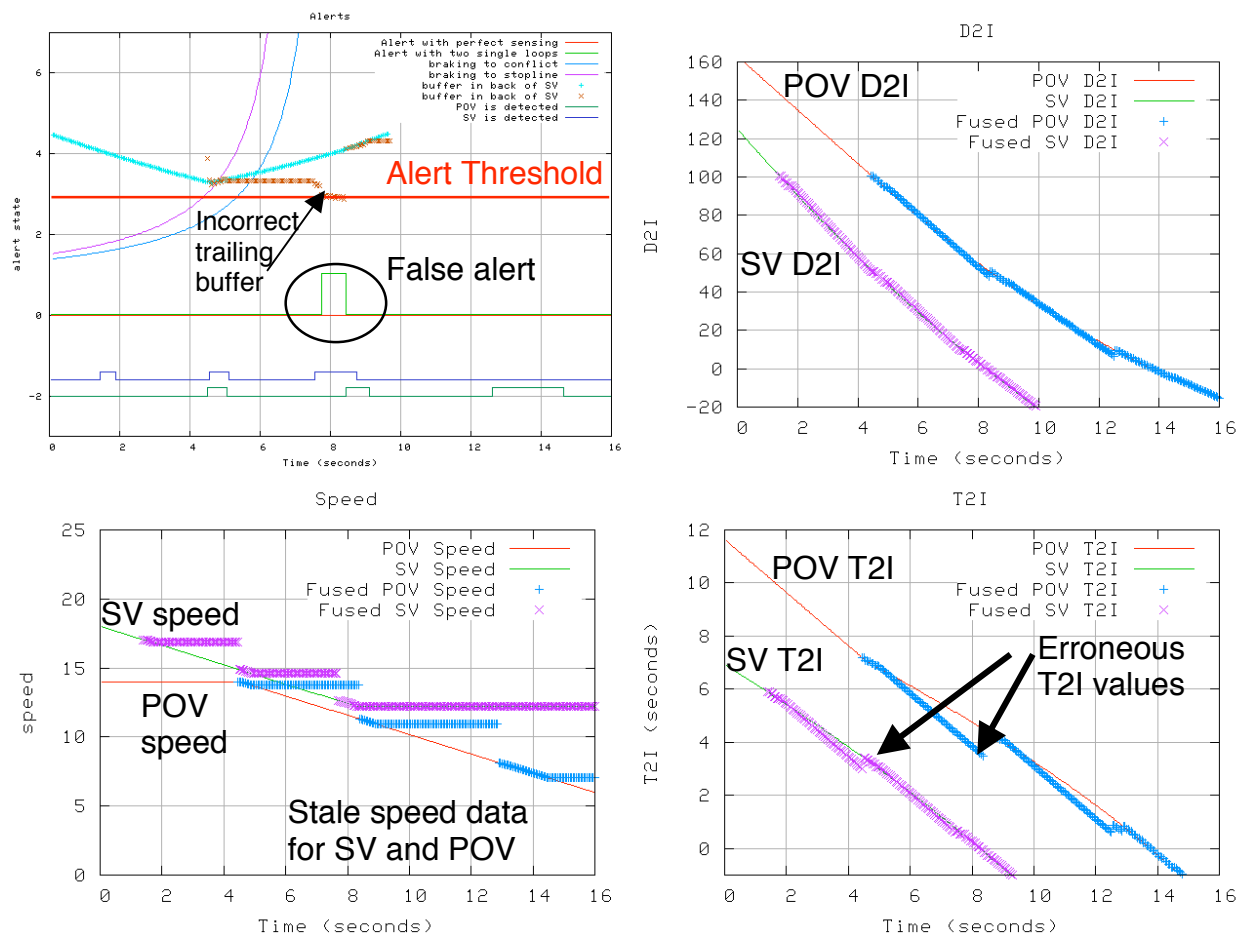 Alerts
Alert with perfect sensing
Alert with two single loops
braking to conflict
braking to stopline
buffer in back of SV
buffer in back of SV
POV is detected
SV is detected
6
4
2
0
-2
alert state
Alert Threshold
Incorrect
trailing
buffer
False alert
0 2 4 6 8 10 12 14 16
Time (seconds)
D2I
160
140
120
100
80
60
40
20
0
-20
D2I
POV D2I
SV D2I
POV D2I
SV D2I
Fused POV D2I
Fused SV D2I
0 2 4 6 8 10 12 14 16
Time (seconds)
Speed
25
20
15
10
5
0
speed
POV Speed
SV Speed
Fused POV Speed
Fused SV Speed
SV speed
POV
speed
Stale speed data
for SV and POV
0 2 4 6 8 10 12 14 16
Time (seconds)
T2I
12
10
8
6
4
2
0
T2I (seconds)
POV T2I
SV T2I
Fused POV T2I
Fused SV T2I
POV T2I
SV T2I
Erroneous
T2I values
0 2 4 6 8 10 12 14 16
Time (seconds)